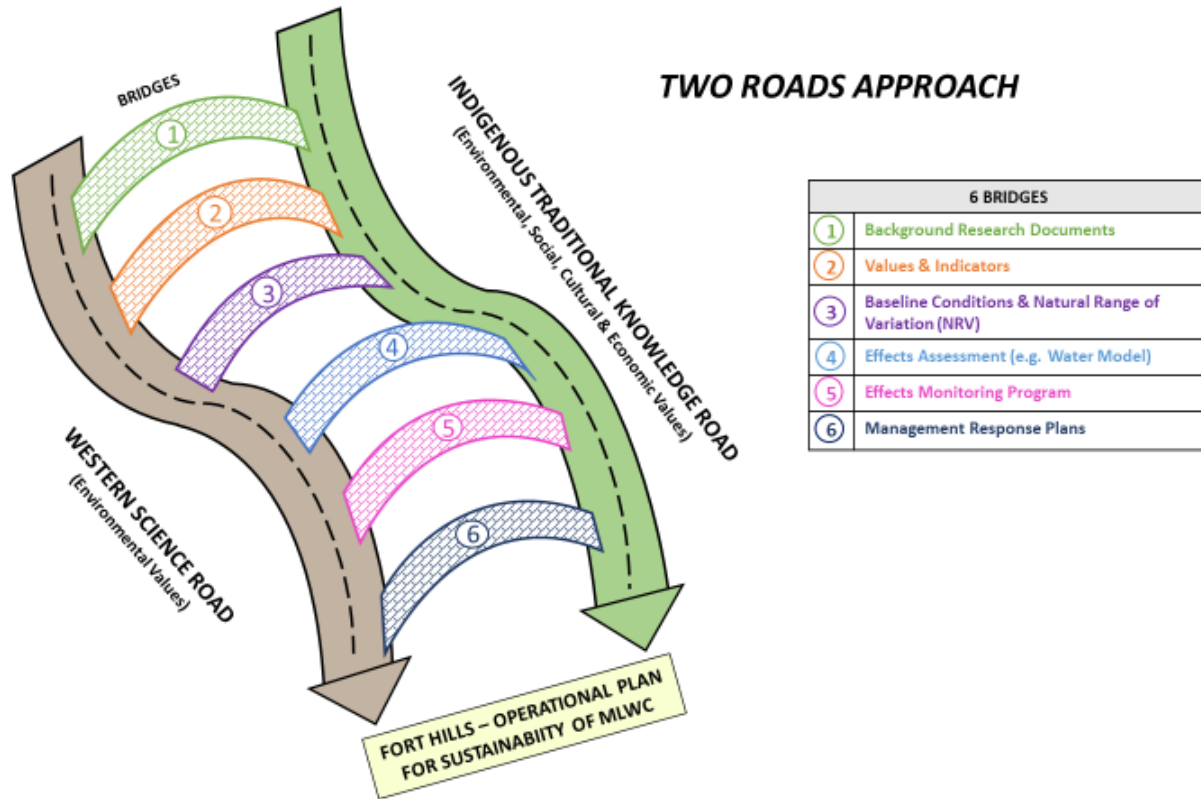 TWO ROADS APPROACH
BRIDGES
1
2
3
4
5
6
INDIGENOUS TRADITIONAL KNOWLEDGE ROAD
(Environmental, Social, Cultural & Economic Values)
WESTERN SCIENCE ROAD
(Environmental Values)
FORT HILLS – OPERATIONAL PLAN
FOR SUSTAINABIITY OF MLWC
6 BRIDGES
1 Background Research Documents
2 Values & Indicators
3 Baseline Conditions & Natural Range of
Variation (NRV)
4 Effects Assessment (e.g. Water Model)
5 Effects Monitoring Program
6 Management Response Plans